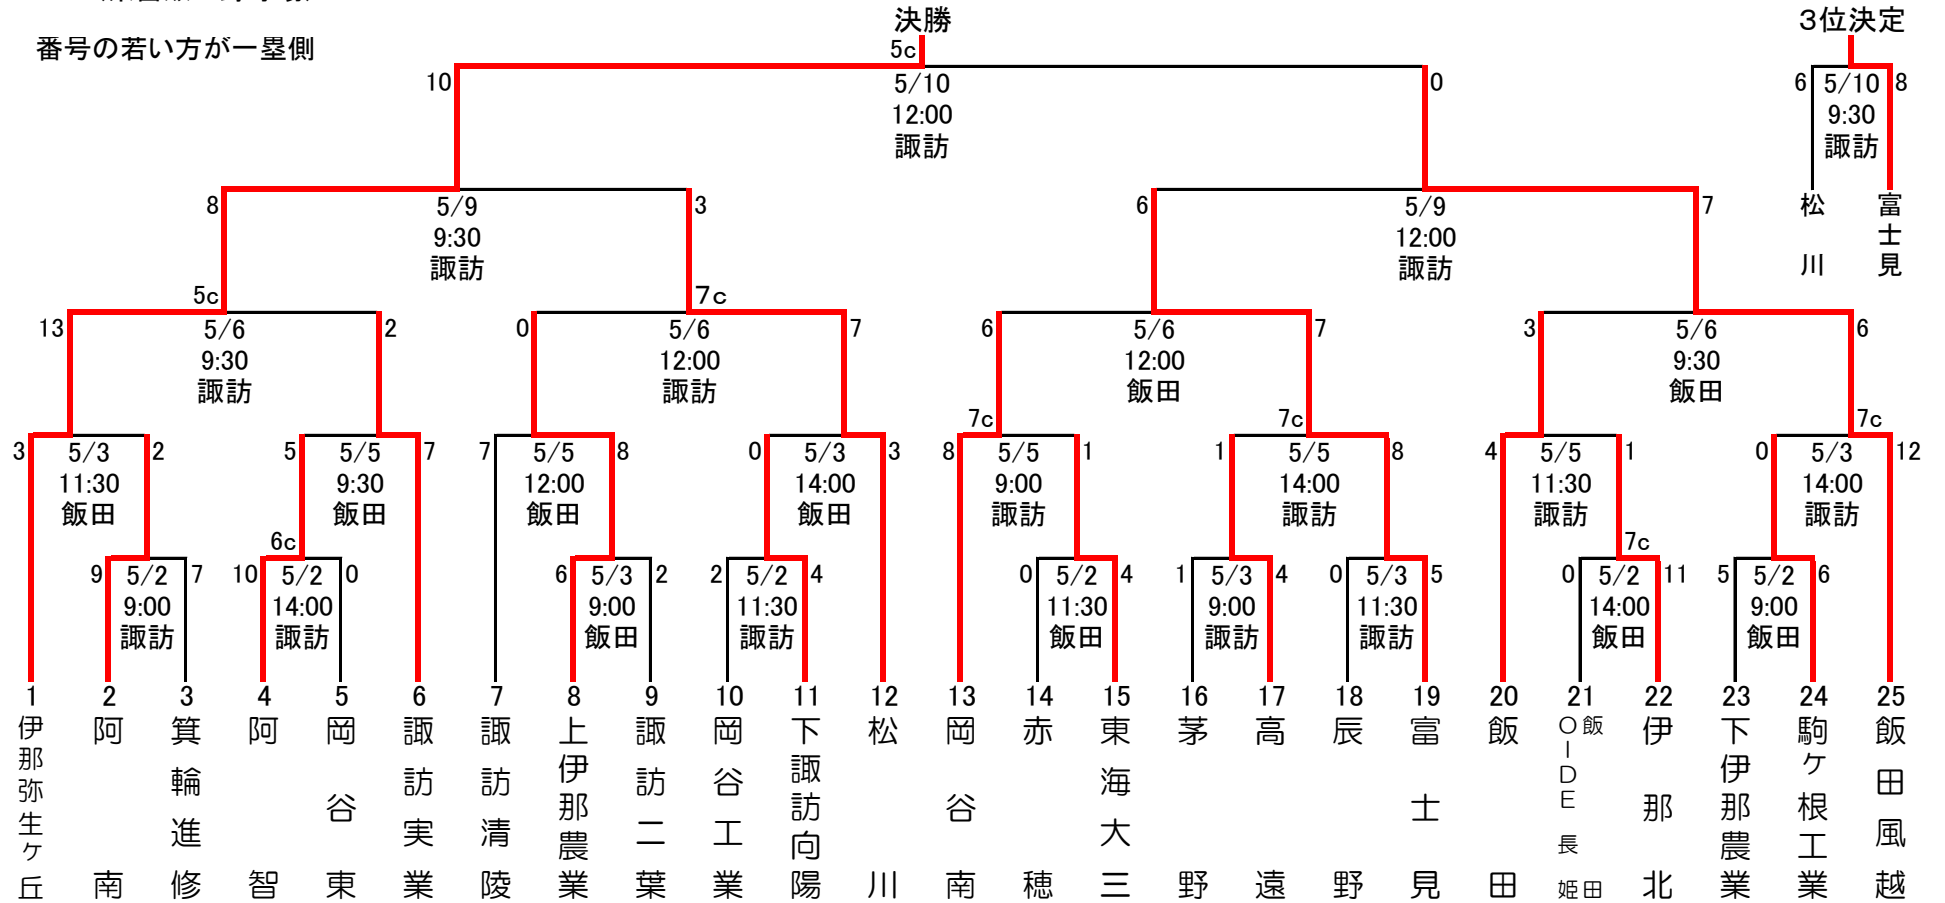 番号の若い方が一塁側
決勝
3位決定
5c
10
5/10
12:00
諏訪
0
6
5/10
9:30
諏訪
8
松川
富士見
8
5/9
9:30
諏訪
3
6
5/9
12:00
諏訪
7
5c
13
5/6
9:30
諏訪
2
7c
0
5/6
12:00
諏訪
7
6
5/6
12:00
飯田
7
3
5/6
9:30
飯田
6
3
5/3
11:30
飯田
2
5
5/5
9:30
飯田
7
7
5/5
12:00
飯田
8
0
5/3
14:00
飯田
3
7c
8
5/5
9:00
諏訪
1
7c
1
5/5
14:00
諏訪
8
4
5/5
11:30
諏訪
1
7c
0
5/3
14:00
諏訪
12
9
5/2
9:00
諏訪
7
6c
10
5/2
14:00
諏訪
0
6
5/3
9:00
飯田
2
2
5/2
11:30
諏訪
4
0
5/2
11:30
飯田
4
1
5/3
9:00
諏訪
4
0
5/3
11:30
諏訪
5
7c
0
5/2
14:00
飯田
11
5
5/2
9:00
飯田
6
1
伊那弥生ケ丘
2
阿南
3
箕輪進修
4
阿智
5
岡谷東
6
諏訪実業
7
諏訪清陵
8
上伊那農業
9
諏訪二葉
10
岡谷工業
11
下諏訪向陽
12
松川
13
岡谷南
14
赤穂
15
東海大三
16
茅野
17
高遠
18
辰野
19
富士見
20
飯田
21
飯田
OIDE長姫
22
伊那北
23
下伊那農業
24
駒ケ根工業
25
飯田風越